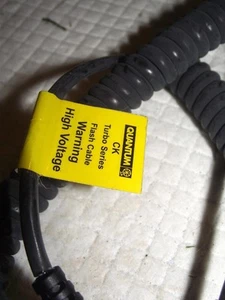 QUANTUM
CK
Turbo Series
Flash Cable
Warning
High Voltage